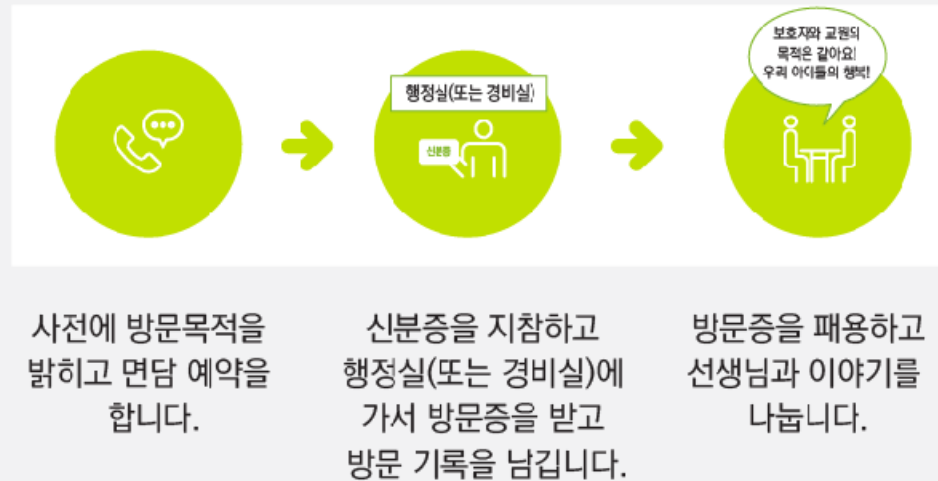 보호자와 교원의
목적은 같아요!
우리 아이들의 행복!
행정실(또는 경비실)
신분증
사전에 방문목적을
밝히고 면담 예약을
합니다.
신분증을 지참하고
행정실(또는 경비실)에
가서 방문증을 받고
방문 기록을 남깁니다.
방문증을 패용하고
선생님과 이야기를
나눕니다.